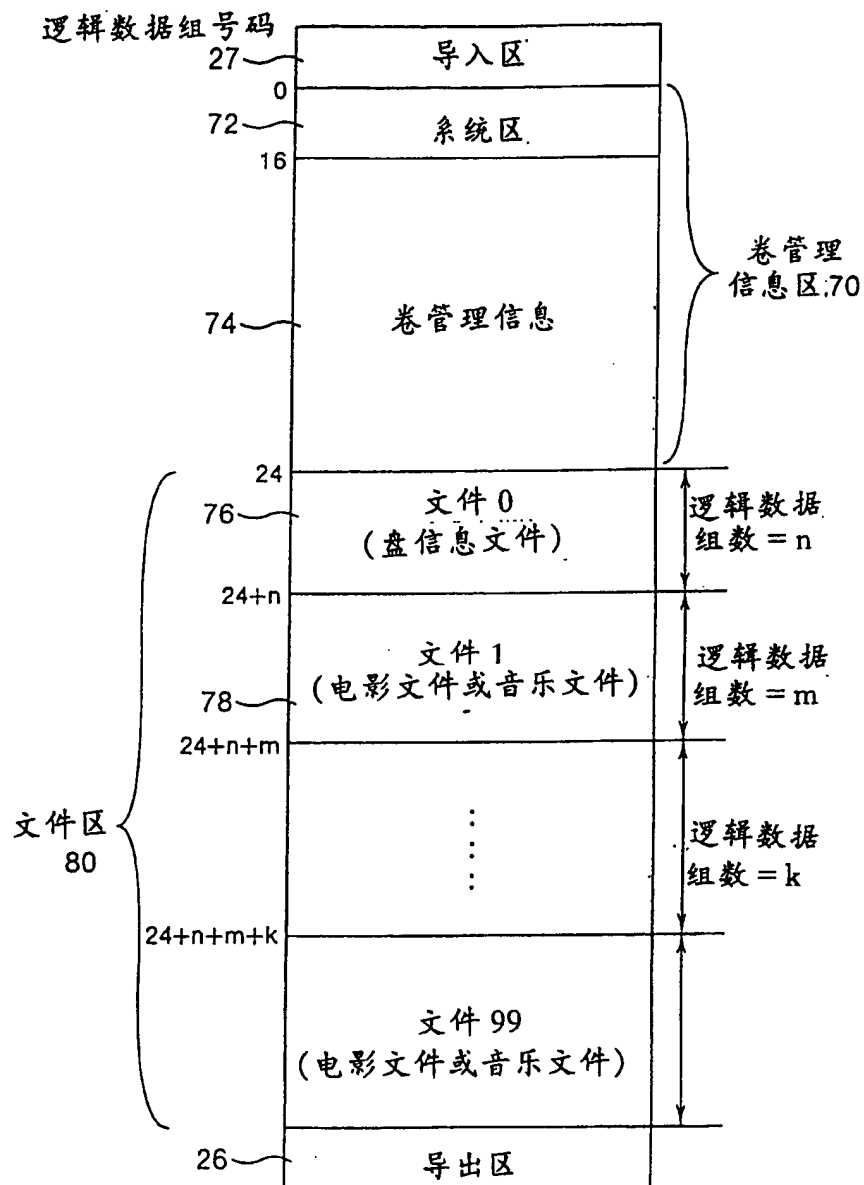 逻辑数据组号码
27
导入区
0
72
系统区
16
74
卷管理信息
卷管理
信息区 70
24
76
文件 0
(盘信息文件)
逻辑数据
组数 = n
24+n
文件 1
(电影文件或音乐文件)
78
逻辑数据
组数 = m
24+n+m
文件区
80
逻辑数据
组数 = k
24+n+m+k
文件 99
(电影文件或音乐文件)
26
导出区